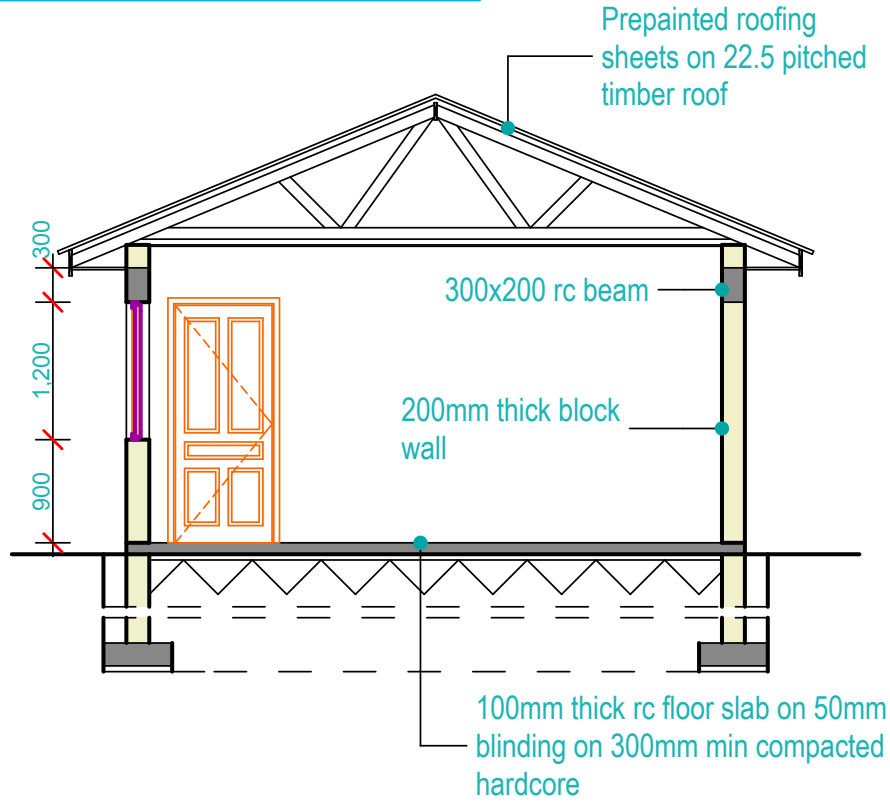 Prepainted roofing
sheets on 22.5 pitched
timber roof
300
300x200 rc beam
1,200
200mm thick block
wall
900
100mm thick rc floor slab on 50mm
blinding on 300mm min compacted
hardcore